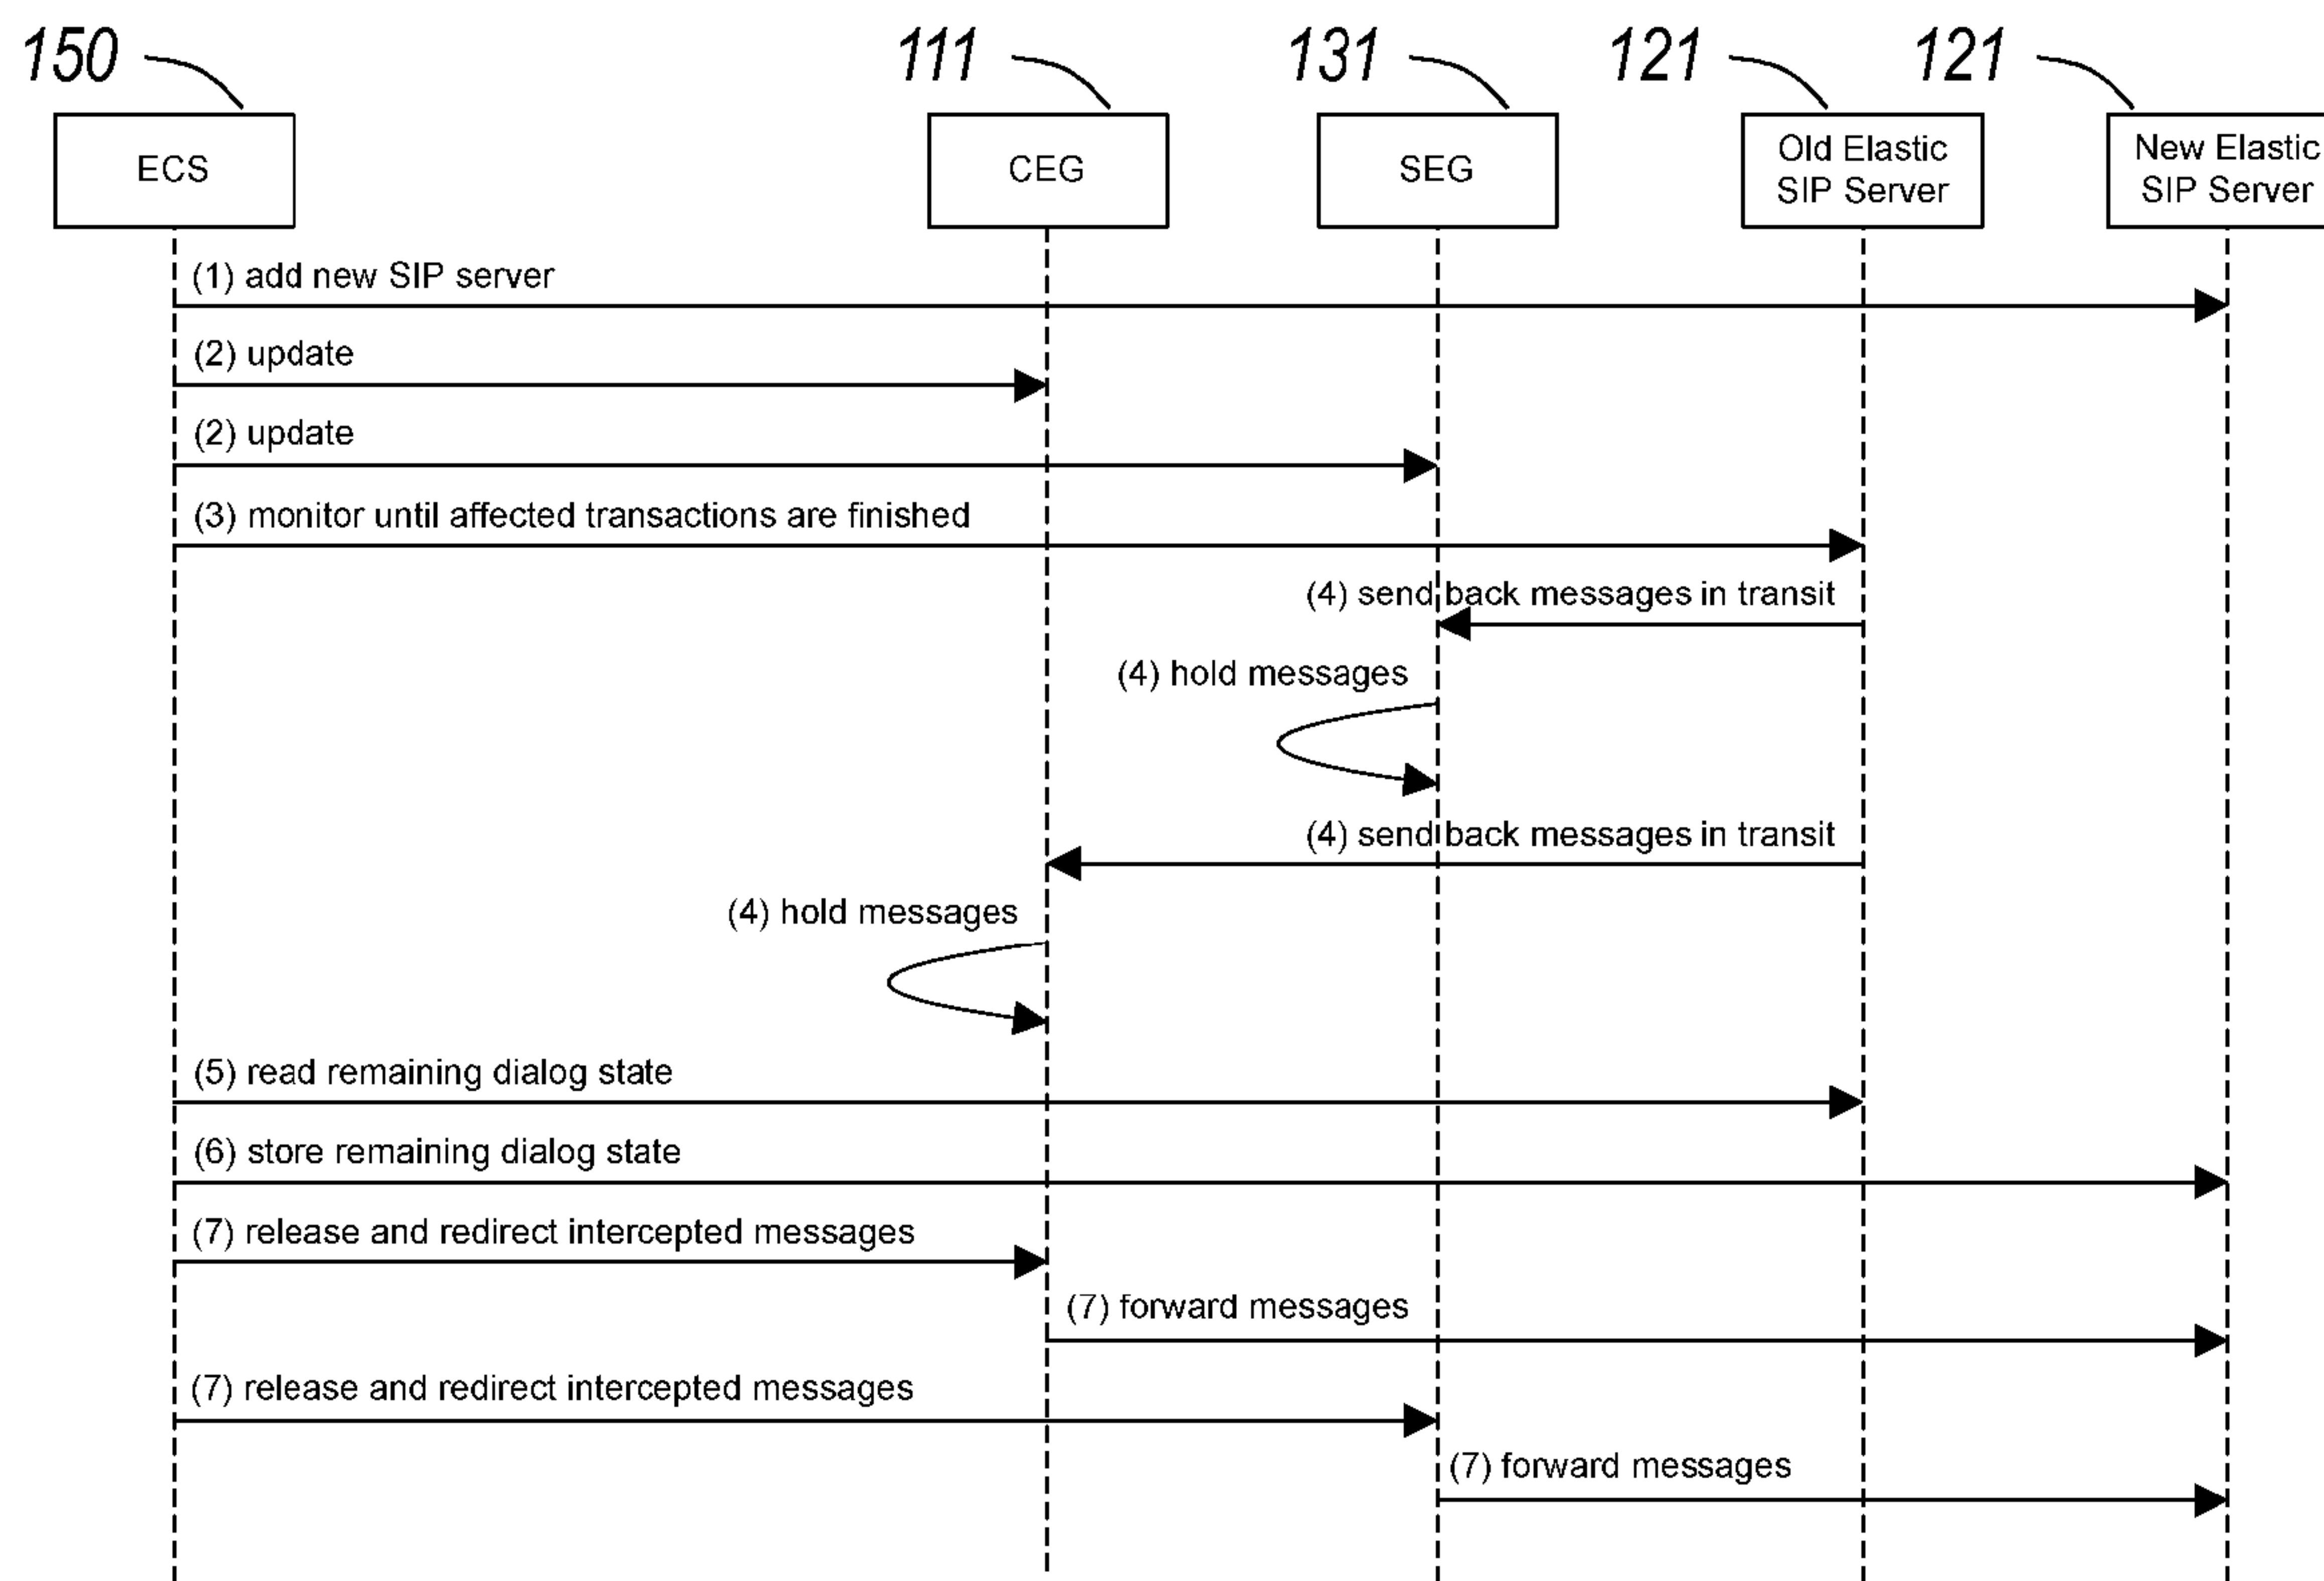 150
111
131
121
121
ECS
CEG
SEG
Old Elastic
SIP Server
New Elastic
SIP Server
(1) add new SIP server
(2) update
(2) update
(3) monitor until affected transactions are finished
(4) send back messages in transit
(4) hold messages
(4) send back messages in transit
(4) hold messages
(5) read remaining dialog state
(6) store remaining dialog state
(7) release and redirect intercepted messages
(7) forward messages
(7) release and redirect intercepted messages
(7) forward messages